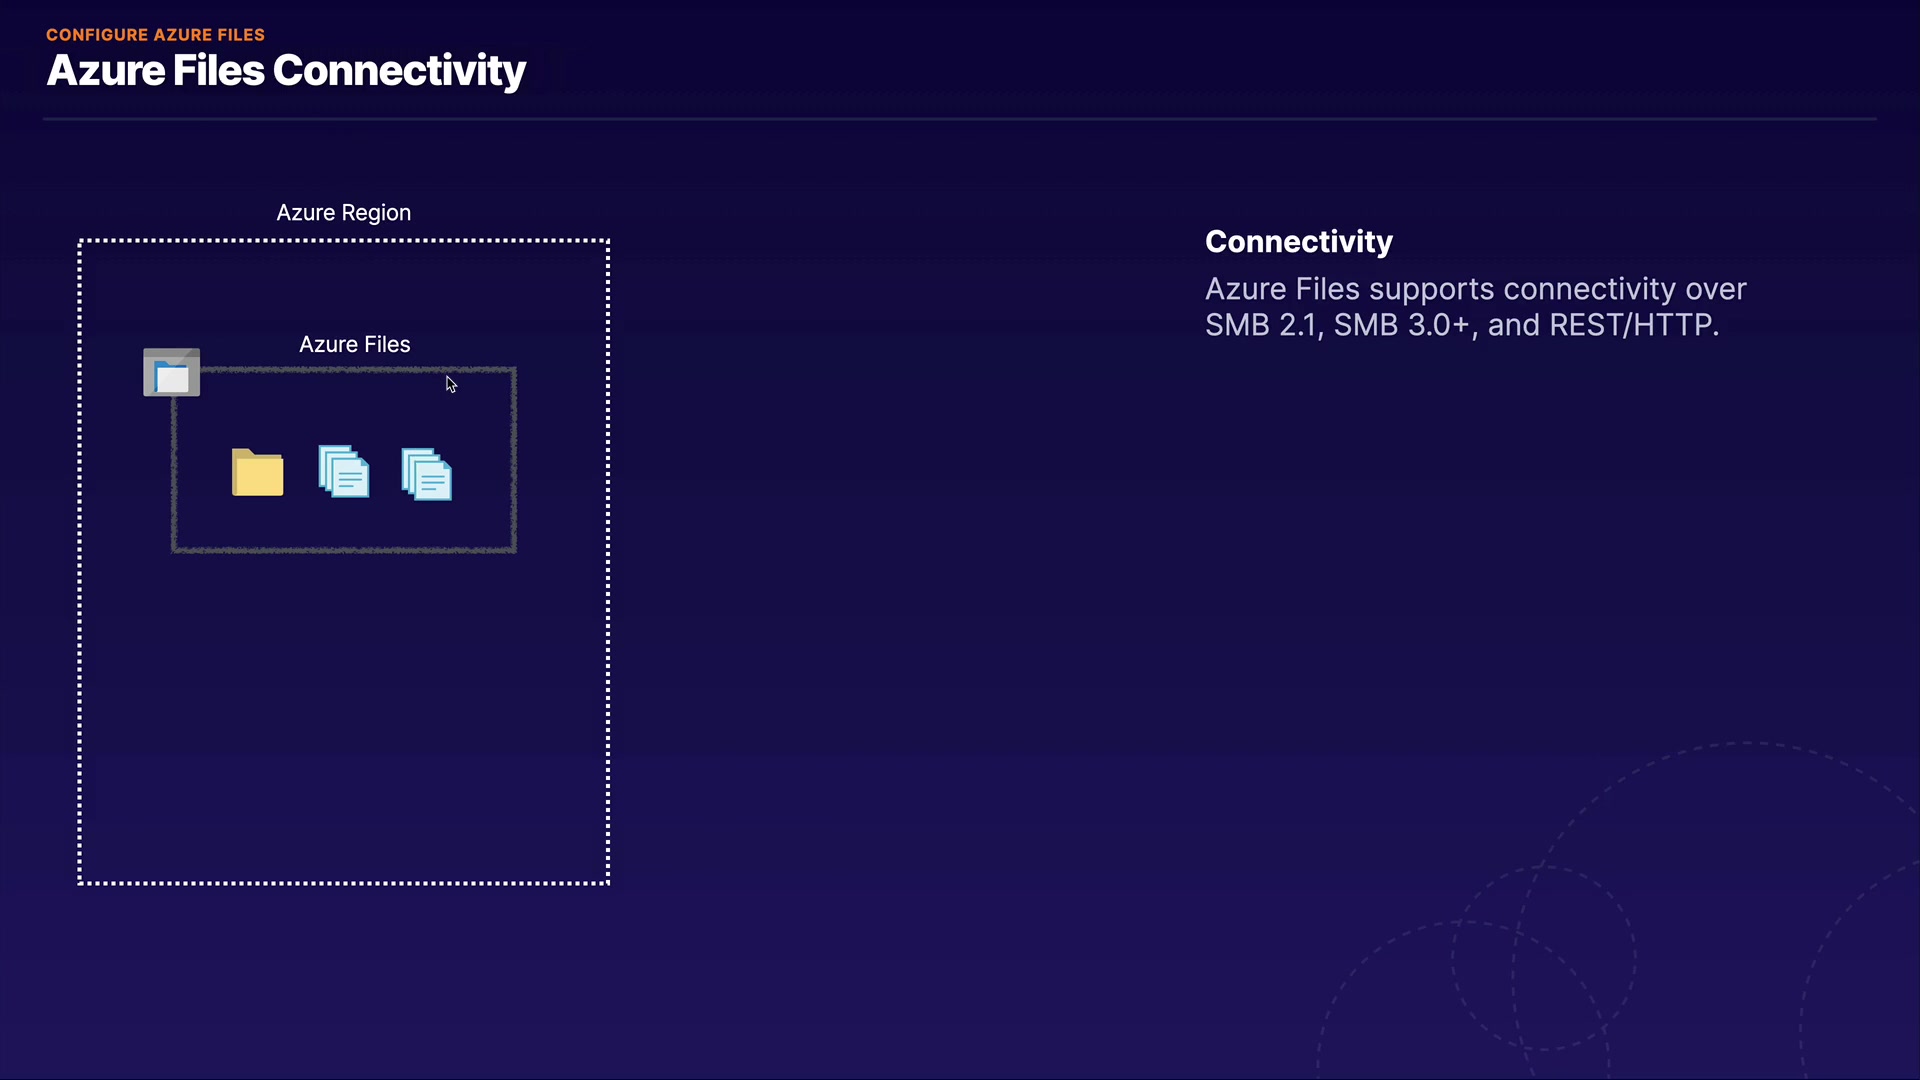 CONFIGURE AZURE FILES
Azure Files Connectivity
Azure Region
Azure Files
Connectivity
Azure Files supports connectivity over
SMB 2.1, SMB 3.0+, and REST/HTTP.